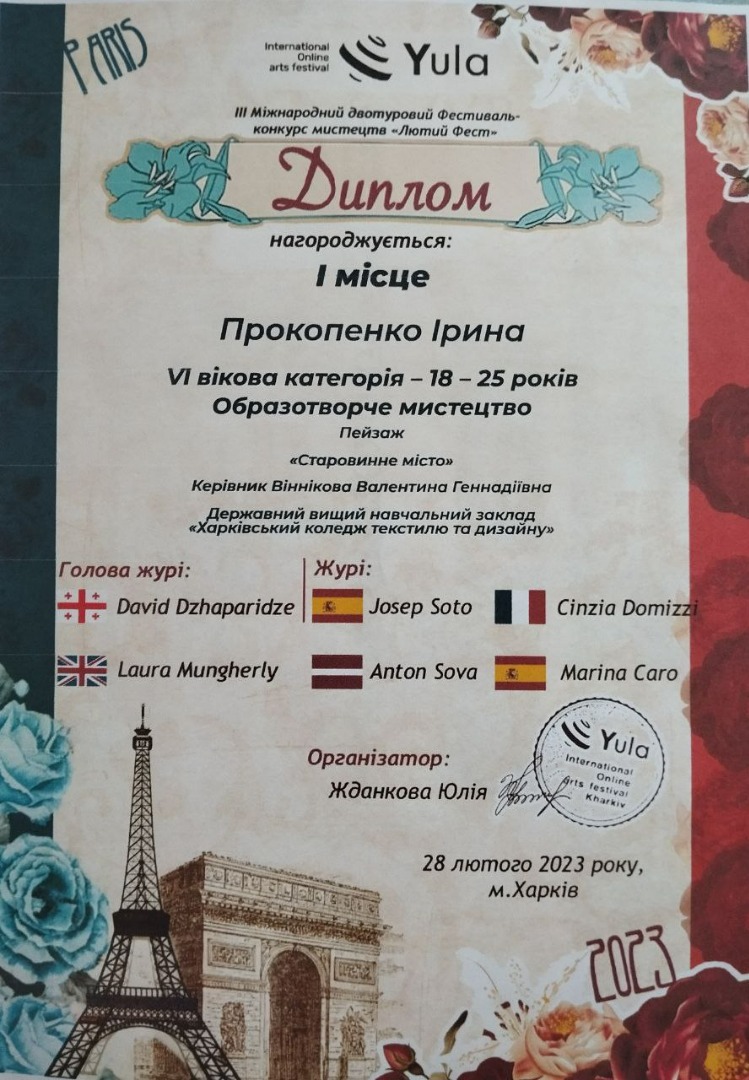 PARIS
International
Online
arts festival
Yula
III Міжнародний двотуровий Фестиваль-
конкурс мистецтв «Лютий Фест»
Диплом
нагороджується:
I місце
Прокопенко Ірина
VI вікова категорія – 18 – 25 років
Образотворче мистецтво
Пейзаж
«Старовинне місто»
Керівник Віннікова Валентина Геннадіївна
Державний вищий навчальний заклад
«Харківський коледж текстилю та дизайну»
Голова журі: Журі:
David Dzhaparidze Josep Soto Cinzia Domizzi
Laura Mungherly Anton Sova Marina Caro
Організатор:
Жданкова Юлія
Yula
International
Online
arts festival
Kharkiv
28 лютого 2023 року,
м.Харків
2023